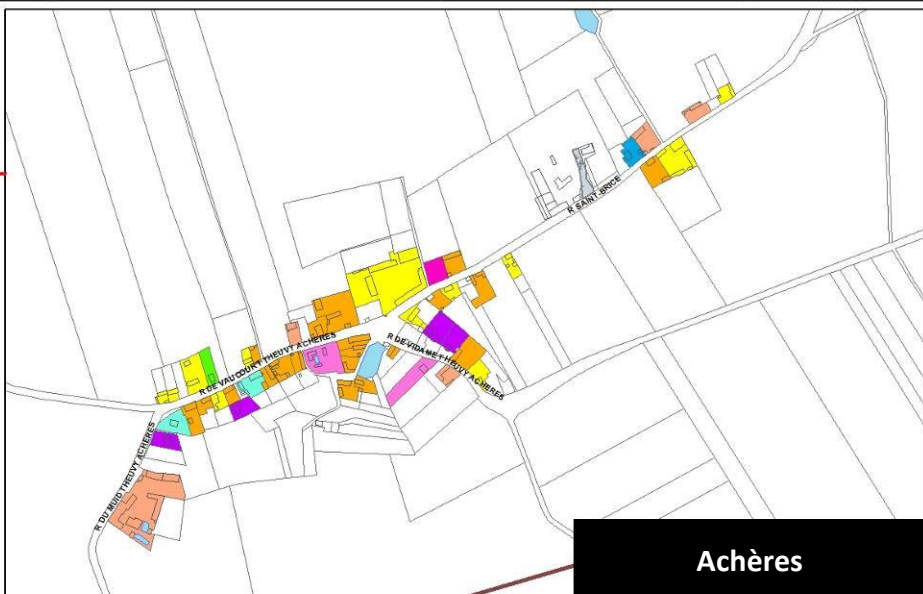 R SAINT-BRICE
R DE VIDAME THEUVY ACHERES
R DE VAUCOURT THEUVY ACHERES
R DU MUID THEUVY ACHERES
Achères